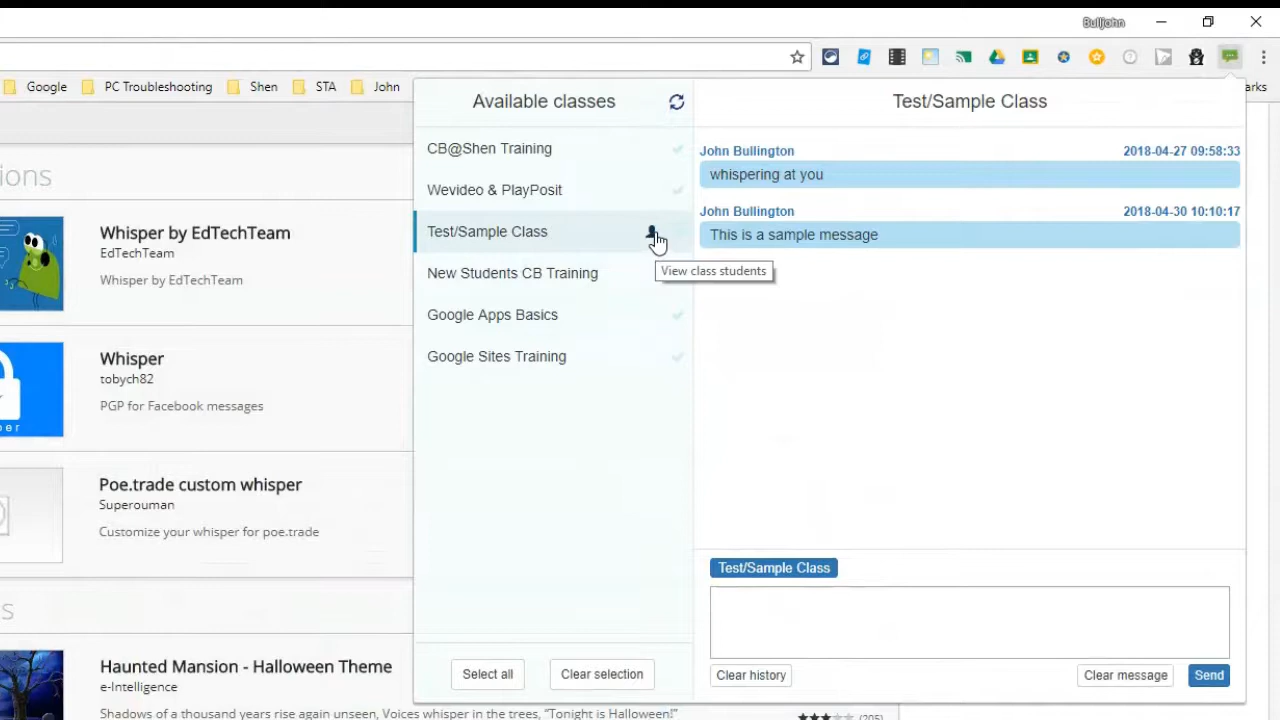 Bulljohn
Google
PC Troubleshooting
Shen
STA
John
arks
ions
Whisper by EdTechTeam
EdTechTeam
Whisper by EdTechTeam
Whisper
tobych82
PGP for Facebook messages
er
Poe.trade custom whisper
Superouman
Customize your whisper for poe.trade
s
Haunted Mansion - Halloween Theme
e-Intelligence
Shadows of a thousand years rise again unseen, Voices whisper in the trees, "Tonight is Halloween!"
(205)
Available classes
CB@Shen Training
Wevideo & PlayPosit
Test/Sample Class
View class students
New Students CB Training
Google Apps Basics
Google Sites Training
Select all
Clear selection
Test/Sample Class
John Bullington 2018-04-27 09:58:33
whispering at you
John Bullington 2018-04-30 10:10:17
This is a sample message
Test/Sample Class
Clear history
Clear message
Send